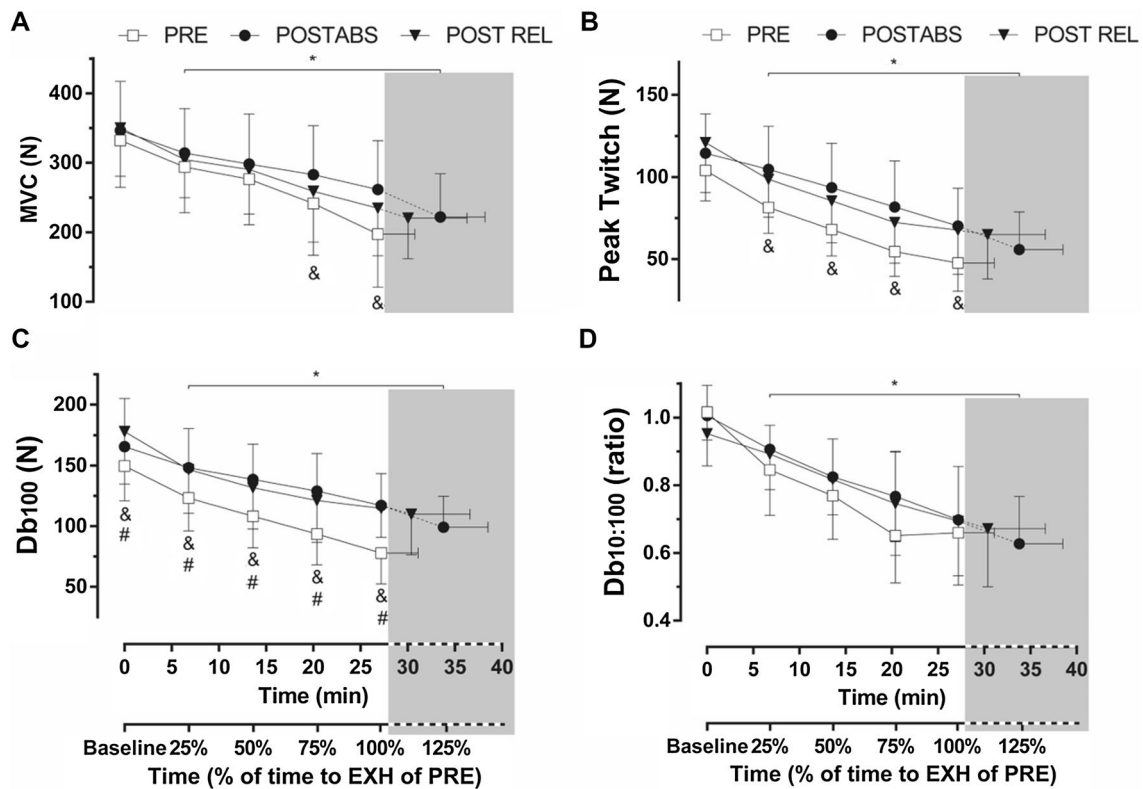 A
PRE POSTABS POST REL
*
MVC (N)
400
300
200
100
&
&
B
PRE POSTABS POST REL
*
Peak Twitch (N)
150
100
50
&
&
&
&
C
*
Db100 (N)
200
150
100
50
&
#
&
#
&
#
&
#
&
#
0 5 10 15 20 25 30 35 40
Time (min)
Baseline 25% 50% 75% 100% 125%
Time (% of time to EXH of PRE)
D
*
Db10:100 (ratio)
1.0
0.8
0.6
0.4
0 5 10 15 20 25 30 35 40
Time (min)
Baseline 25% 50% 75% 100% 125%
Time (% of time to EXH of PRE)